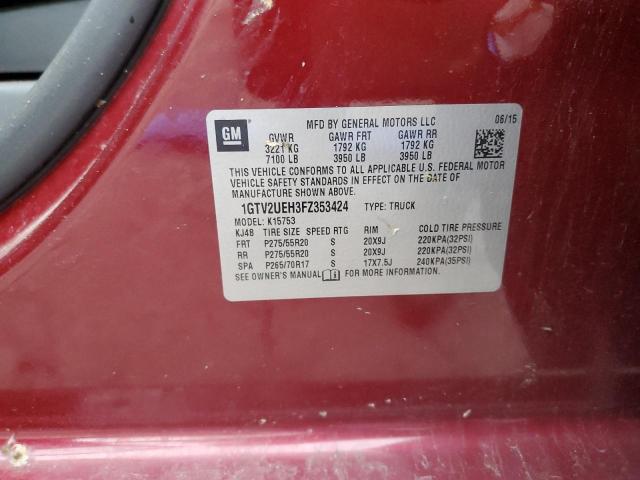 GM
MFD BY GENERAL MOTORS LLC 06/15
GVWR GAWR FRT GAWR RR
3221 KG 1792 KG 1792 KG
7100 LB 3950 LB 3950 LB
THIS VEHICLE CONFORMS TO ALL APPLICABLE U.S. FEDERAL MOTOR
VEHICLE SAFETY STANDARDS IN EFFECT ON THE DATE OF
MANUFACTURE SHOWN ABOVE.
1GTV2UEH3FZ353424 TYPE: TRUCK
MODEL: K15753
KJ48 TIRE SIZE SPEED RTG RIM COLD TIRE PRESSURE
FRT P275/55R20 S 20X9J 220KPA(32PSI)
RR P275/55R20 S 20X9J 220KPA(32PSI)
SPA P265/70R17 S 17X7.5J 240KPA(35PSI)
SEE OWNER'S MANUAL FOR MORE INFORMATION